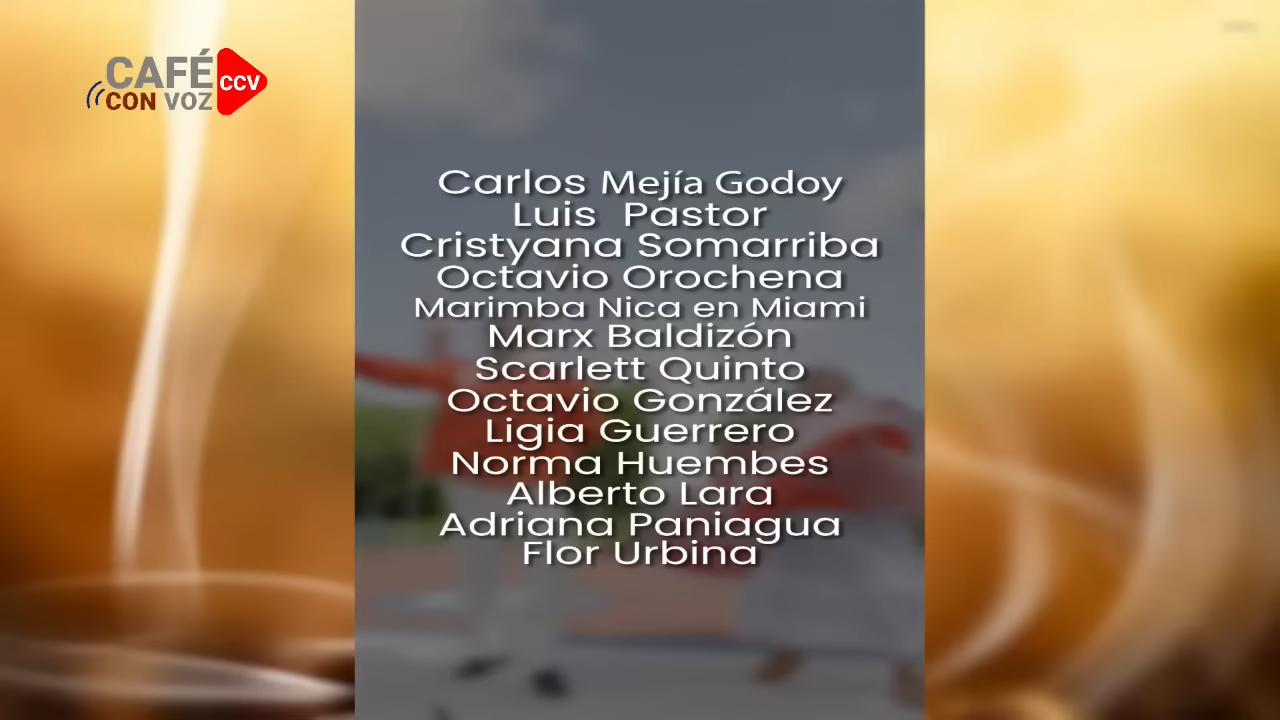 CAFÉ
CON VOZ
CCV
Carlos Mejía Godoy
Luis Pastor
Cristyana Somarriba
Octavio Orochena
Marimba Nica en Miami
Marx Baldizón
Scarlett Quinto
Octavio González
Ligia Guerrero
Norma Huembes
Alberto Lara
Adriana Paniagua
Flor Urbina